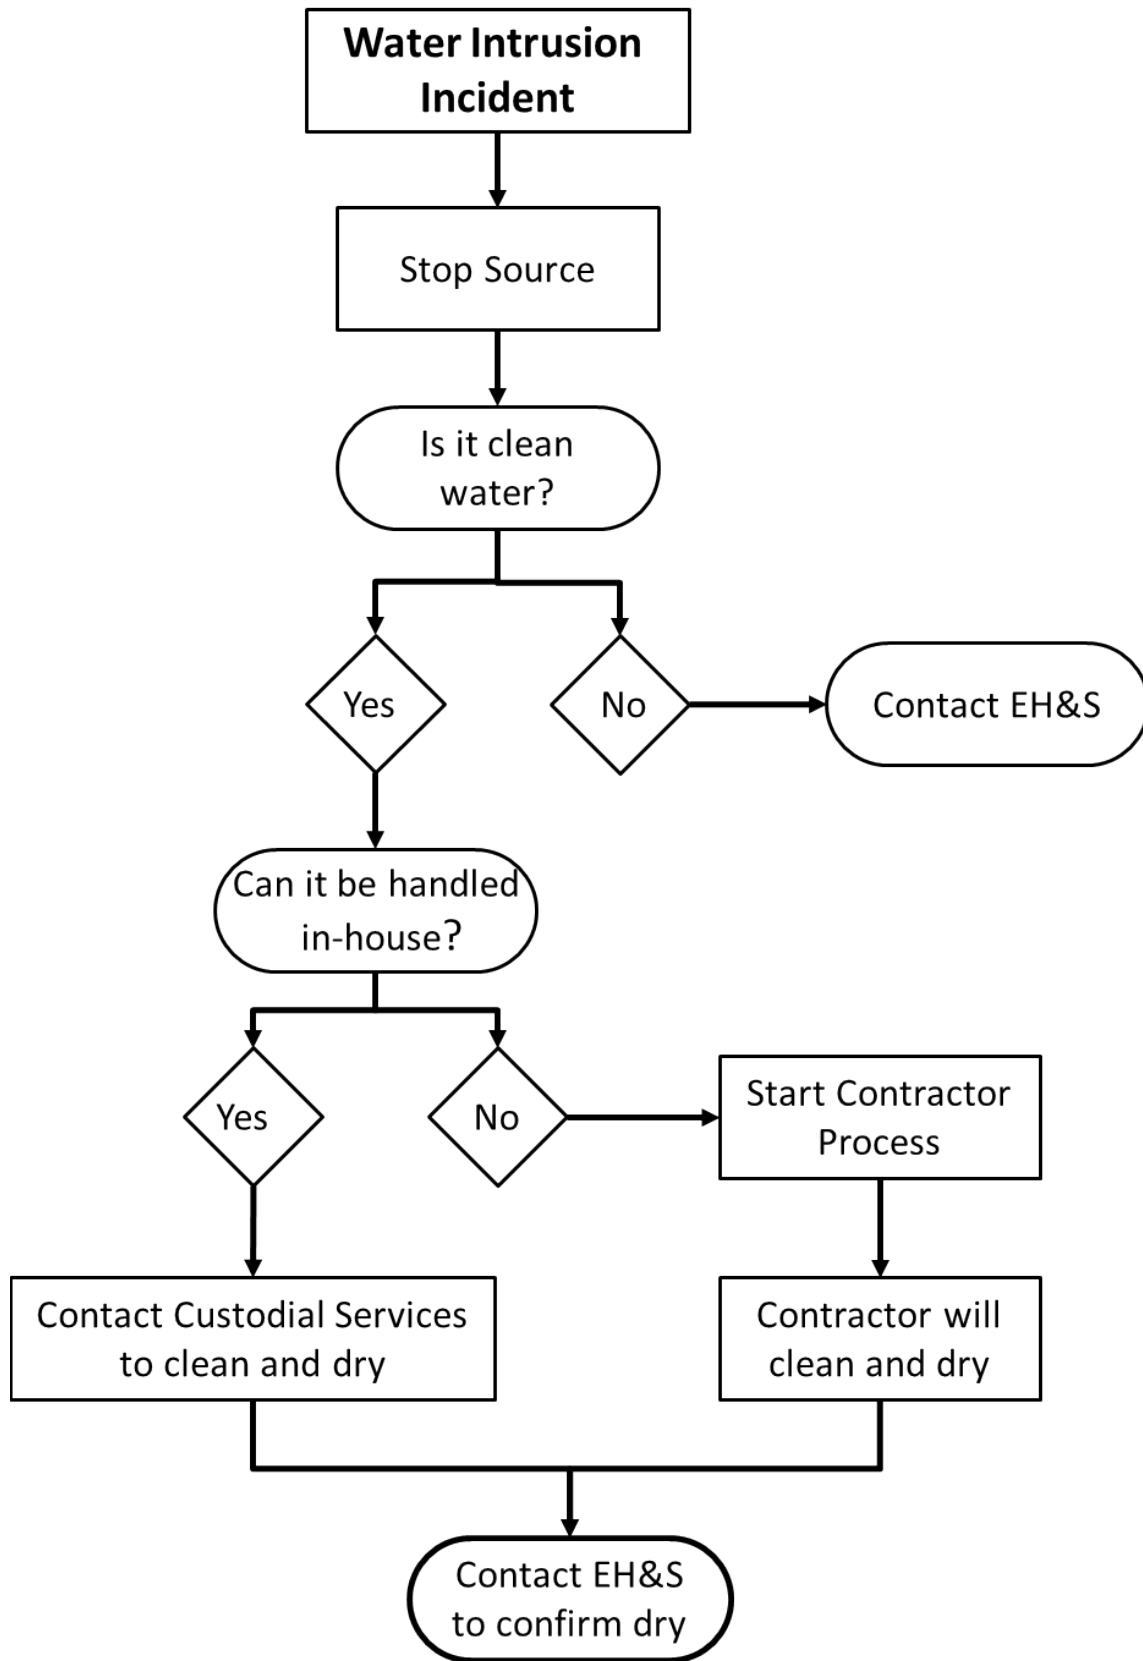 Water Intrusion
Incident
Stop Source
Is it clean
water?
Yes
No
Contact EH&S
Can it be handled
in-house?
Yes
No
Start Contractor
Process
Contact Custodial Services
to clean and dry
Contractor will
clean and dry
Contact EH&S
to confirm dry